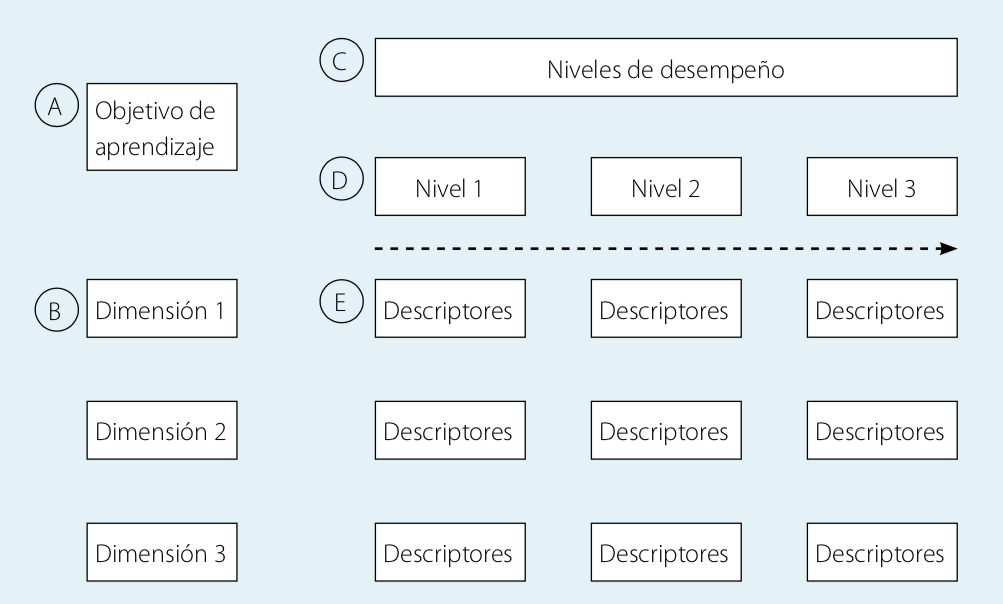 C
Niveles de desempeño
A
Objetivo de
aprendizaje
D
Nivel 1
Nivel 2
Nivel 3
B
Dimensión 1
E
Descriptores
Descriptores
Descriptores
Dimensión 2
Descriptores
Descriptores
Descriptores
Dimensión 3
Descriptores
Descriptores
Descriptores